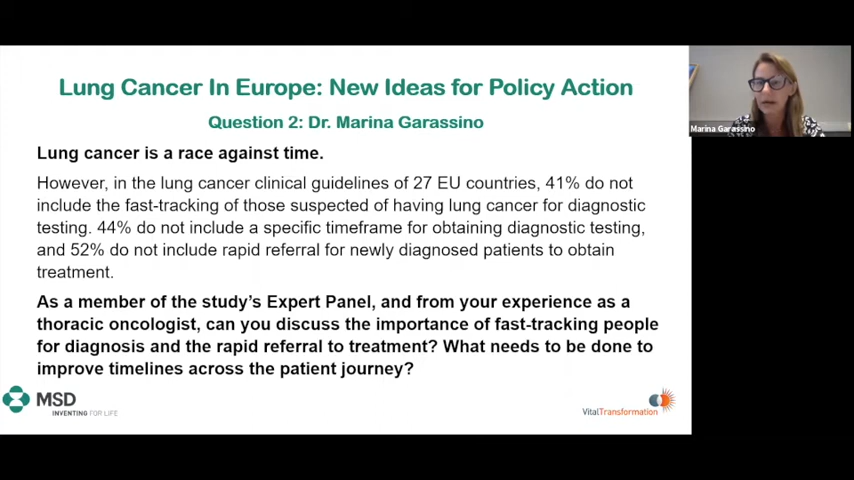 Lung Cancer In Europe: New Ideas for Policy Action
Question 2: Dr. Marina Garassino
Lung cancer is a race against time.
However, in the lung cancer clinical guidelines of 27 EU countries, 41% do not
include the fast-tracking of those suspected of having lung cancer for diagnostic
testing. 44% do not include a specific timeframe for obtaining diagnostic testing,
and 52% do not include rapid referral for newly diagnosed patients to obtain
treatment.
As a member of the study's Expert Panel, and from your experience as a
thoracic oncologist, can you discuss the importance of fast-tracking people
for diagnosis and the rapid referral to treatment? What needs to be done to
improve timelines across the patient journey?
MSD
INVENTING FOR LIFE
VitalTransformation
Marina Garassino